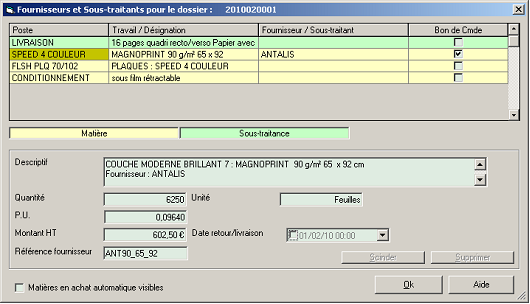 Fournisseurs et Sous-traitants pour le dossier : 2010020001
Poste Travail / Désignation Fournisseur / Sous-traitant Bon de Cmde
LIVRAISON 16 pages quadri recto/verso Papier avec
SPEED 4 COULEUR MAGNOPRINT 90 g/m² 65 x 92 ANTALIS
FLSH PLQ 70/102 PLAQUES : SPEED 4 COULEUR
CONDITIONNEMENT sous film rétractable
Matière Sous-traitance
Descriptif COUCHE MODERNE BRILLANT 7 : MAGNOPRINT 90 g/m² 65 x 92 cm
Fournisseur : ANTALIS
Quantité 6250 Unité Feuilles
P.U. 0,09640
Montant HT 602,50 € Date retour/livraison 01/02/10 00:00
Référence fournisseur ANT90_65_92
Scinder Supprimer
Matières en achat automatique visibles Ok Aide